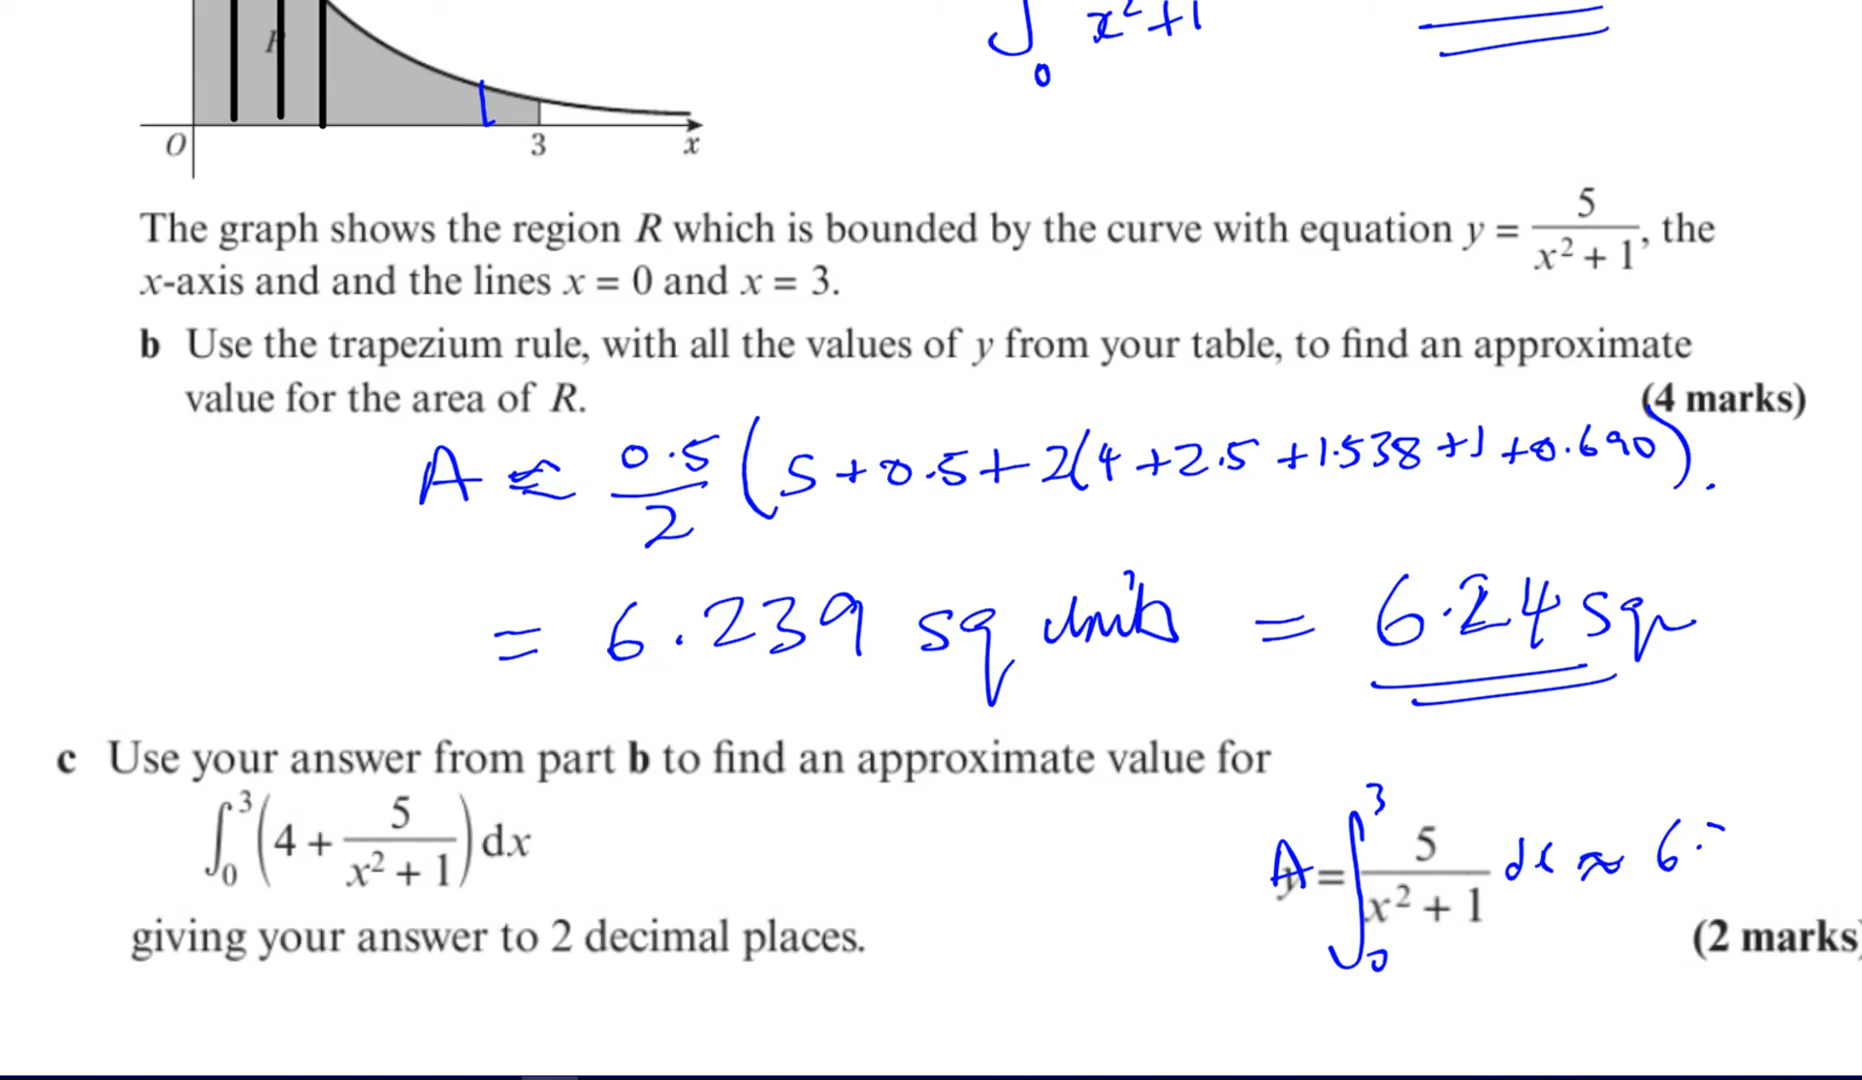 ∫₀ x²+1
R
O 3 x
The graph shows the region R which is bounded by the curve with equation y = 5/(x² + 1), the
x-axis and and the lines x = 0 and x = 3.
b Use the trapezium rule, with all the values of y from your table, to find an approximate
value for the area of R. (4 marks)
A ≈ 0.5/2 (5+0.5+2(4+2.5+1.538+1+0.690).
= 6.239 sq units = 6.24 sq
c Use your answer from part b to find an approximate value for
∫₀³(4 + 5/(x² + 1)) dx
A = ∫₀³ 5/(x² + 1) dx ≈ 6.
giving your answer to 2 decimal places. (2 marks